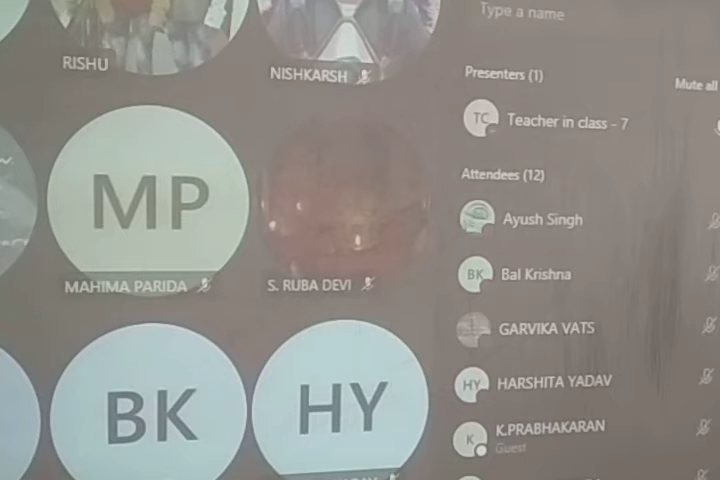 RISHU
NISHKARSH
MP
MAHIMA PARIDA
S. RUBA DEVI
BK
HY
Type a name
Presenters (1)
Mute all
TC
Teacher in class - 7
Attendees (12)
Ayush Singh
BK
Bal Krishna
GARVIKA VATS
HY
HARSHITA YADAV
K
K.PRABHAKARAN
Guest